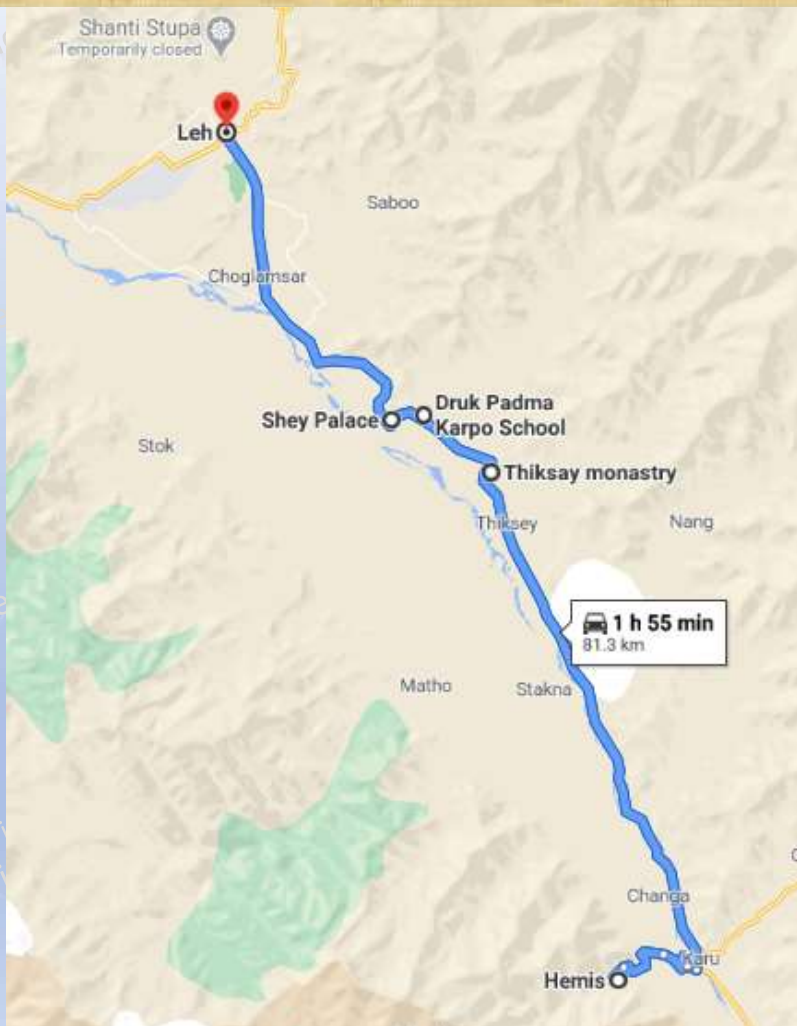 Shanti Stupa
Temporarily closed
Leh
Saboo
Choglamsar
Druk Padma
Karpo School
Shey Palace
Stok
Thiksay monastry
Thiksey
Nang
1 h 55 min
81.3 km
Matho
Stakna
Changa
Karu
Hemis